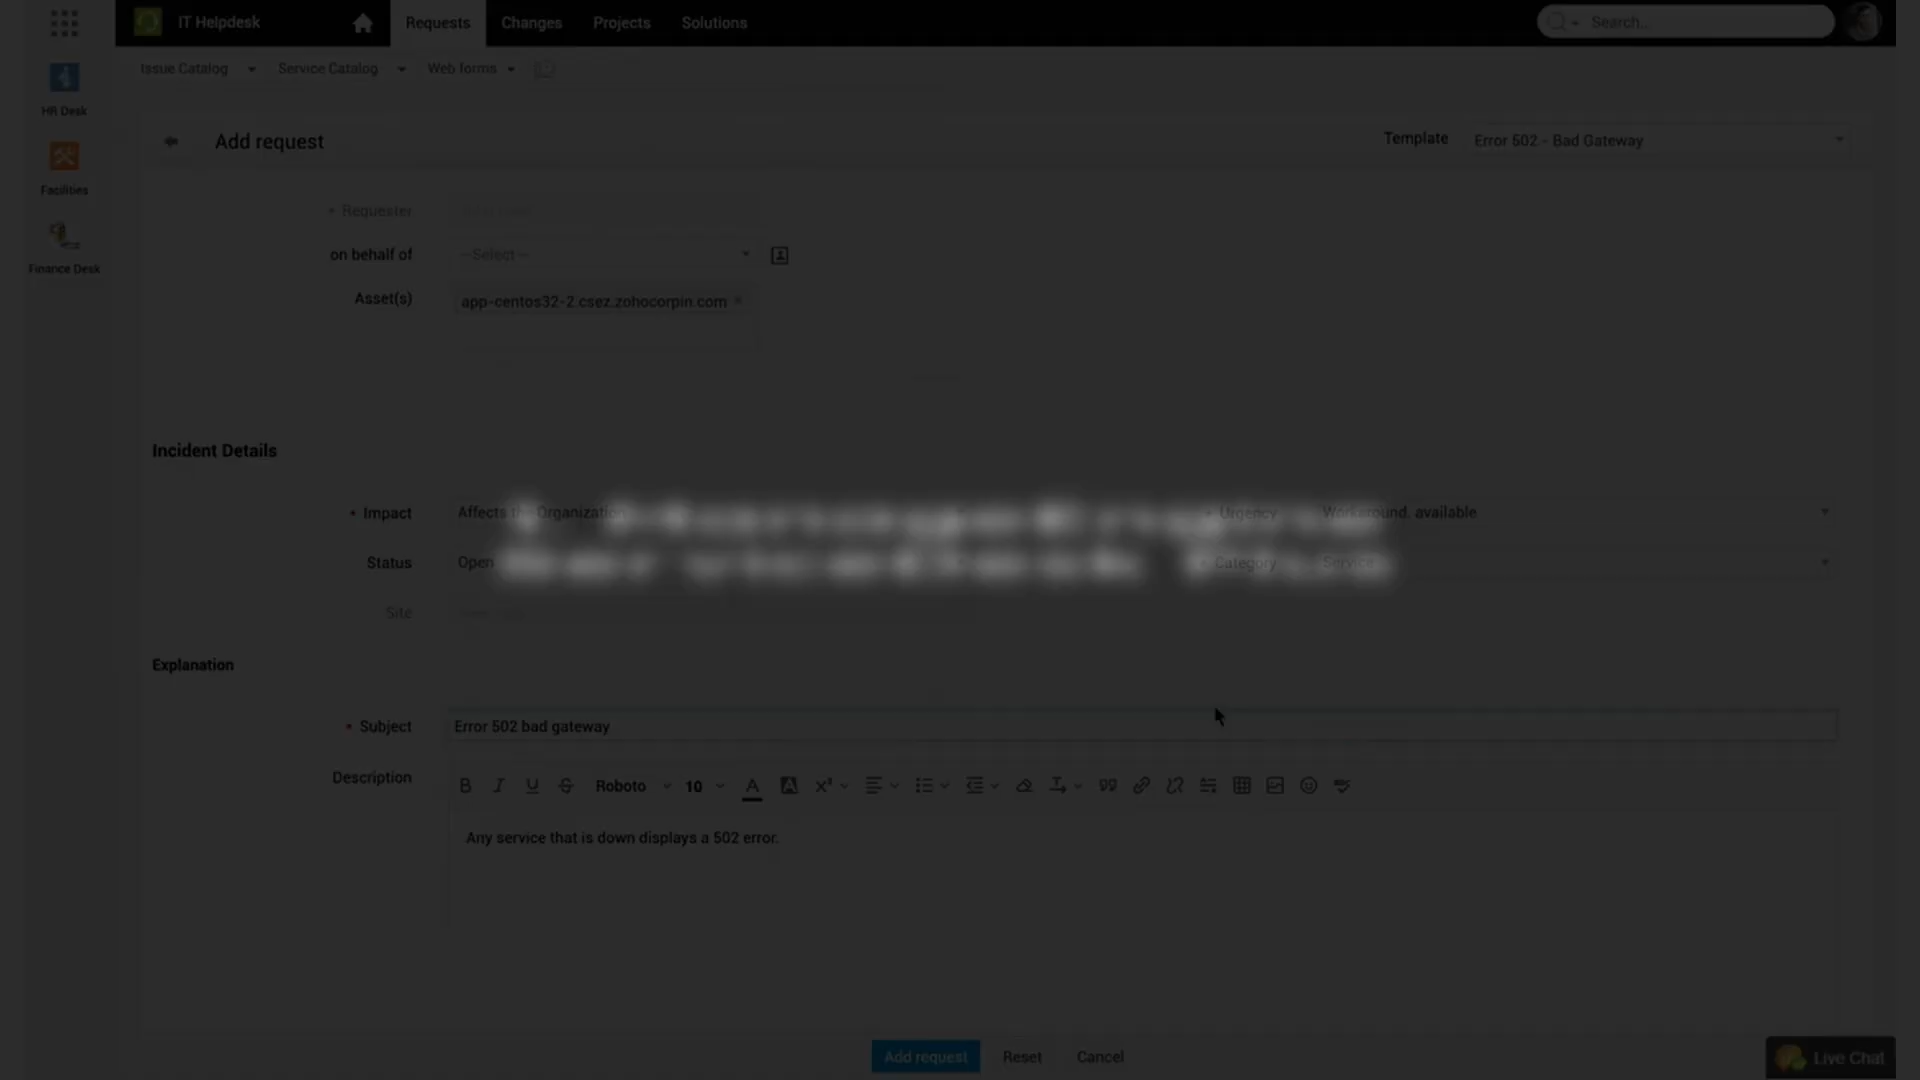 IT Helpdesk
Requests
Changes
Projects
Solutions
Search...
HR Desk
Facilities
Finance Desk
Issue Catalog
Service Catalog
Web forms
Add request
Template
Error 502 - Bad Gateway
* Requester
on behalf of
--Select--
Asset(s)
app-centos32-2.csez.zohocorpin.com
Incident Details
* Impact
Affects the Organization
* Urgency
Workaround. available
Status
Open
* Category
Service
Site
Explanation
* Subject
Error 502 bad gateway
Description
B I U S Roboto 10 A
Any service that is down displays a 502 error.
Add request
Reset
Cancel
Live Chat